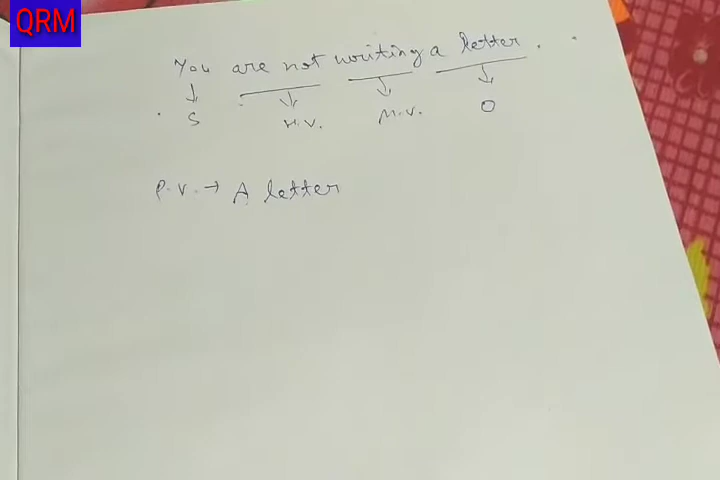 QRM
You are not writing a letter.
S H.V. M.V. O
P.V. → A letter